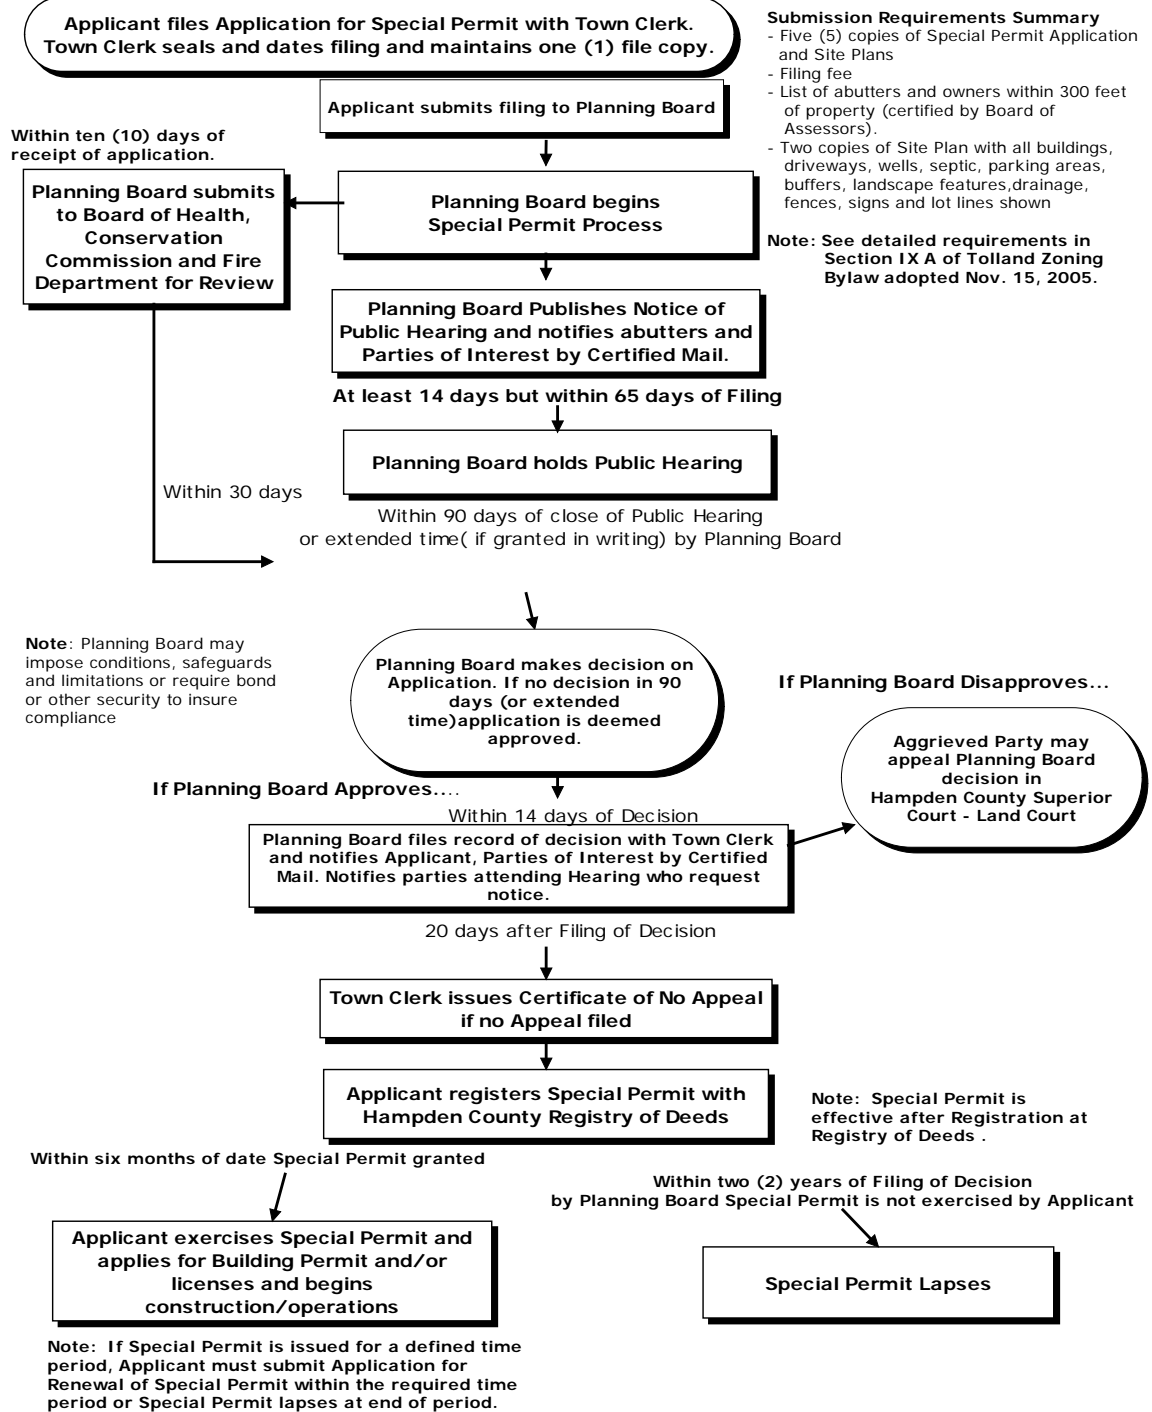 Applicant files Application for Special Permit with Town Clerk.
Town Clerk seals and dates filing and maintains one (1) file copy.
Submission Requirements Summary
- Five (5) copies of Special Permit Application
and Site Plans
- Filing fee
- List of abutters and owners within 300 feet
of property (certified by Board of
Assessors).
- Two copies of Site Plan with all buildings,
driveways, wells, septic, parking areas,
buffers, landscape features,drainage,
fences, signs and lot lines shown
Note: See detailed requirements in
Section IX A of Tolland Zoning
Bylaw adopted Nov. 15, 2005.
Applicant submits filing to Planning Board
Within ten (10) days of
receipt of application.
Planning Board submits
to Board of Health,
Conservation
Commission and Fire
Department for Review
Planning Board begins
Special Permit Process
Planning Board Publishes Notice of
Public Hearing and notifies abutters and
Parties of Interest by Certified Mail.
At least 14 days but within 65 days of Filing
Planning Board holds Public Hearing
Within 30 days
Within 90 days of close of Public Hearing
or extended time( if granted in writing) by Planning Board
Note: Planning Board may
impose conditions, safeguards
and limitations or require bond
or other security to insure
compliance
Planning Board makes decision on
Application. If no decision in 90
days (or extended
time)application is deemed
approved.
If Planning Board Disapproves...
Aggrieved Party may
appeal Planning Board
decision in
Hampden County Superior
Court - Land Court
If Planning Board Approves....
Within 14 days of Decision
Planning Board files record of decision with Town Clerk
and notifies Applicant, Parties of Interest by Certified
Mail. Notifies parties attending Hearing who request
notice.
20 days after Filing of Decision
Town Clerk issues Certificate of No Appeal
if no Appeal filed
Applicant registers Special Permit with
Hampden County Registry of Deeds
Note: Special Permit is
effective after Registration at
Registry of Deeds .
Within six months of date Special Permit granted
Within two (2) years of Filing of Decision
by Planning Board Special Permit is not exercised by Applicant
Applicant exercises Special Permit and
applies for Building Permit and/or
licenses and begins
construction/operations
Special Permit Lapses
Note: If Special Permit is issued for a defined time
period, Applicant must submit Application for
Renewal of Special Permit within the required time
period or Special Permit lapses at end of period.